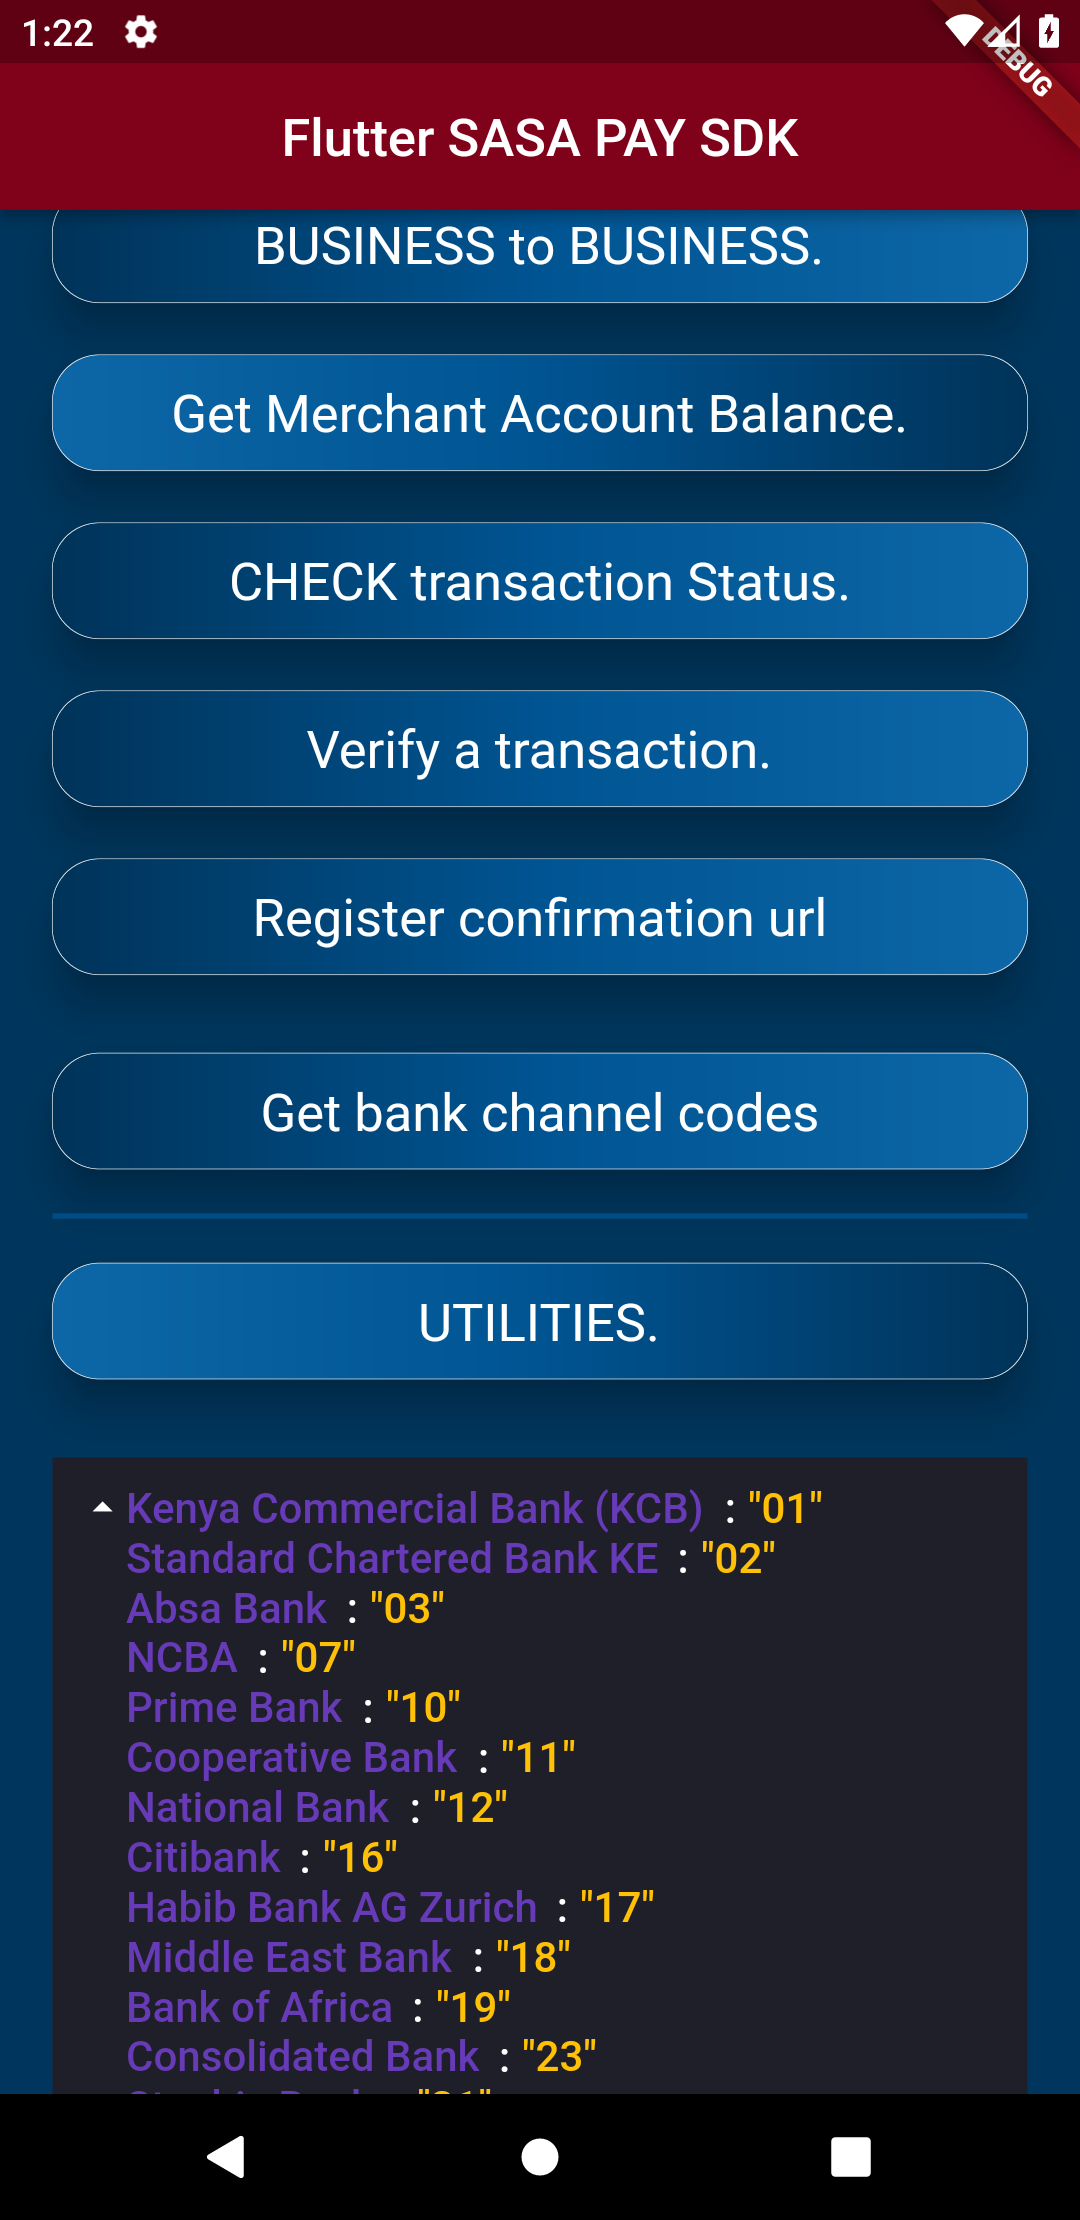 1:22
DEBUG
Flutter SASA PAY SDK
BUSINESS to BUSINESS.
Get Merchant Account Balance.
CHECK transaction Status.
Verify a transaction.
Register confirmation url
Get bank channel codes
UTILITIES.
Kenya Commercial Bank (KCB) : "01"
Standard Chartered Bank KE : "02"
Absa Bank : "03"
NCBA : "07"
Prime Bank : "10"
Cooperative Bank : "11"
National Bank : "12"
Citibank : "16"
Habib Bank AG Zurich : "17"
Middle East Bank : "18"
Bank of Africa : "19"
Consolidated Bank : "23"